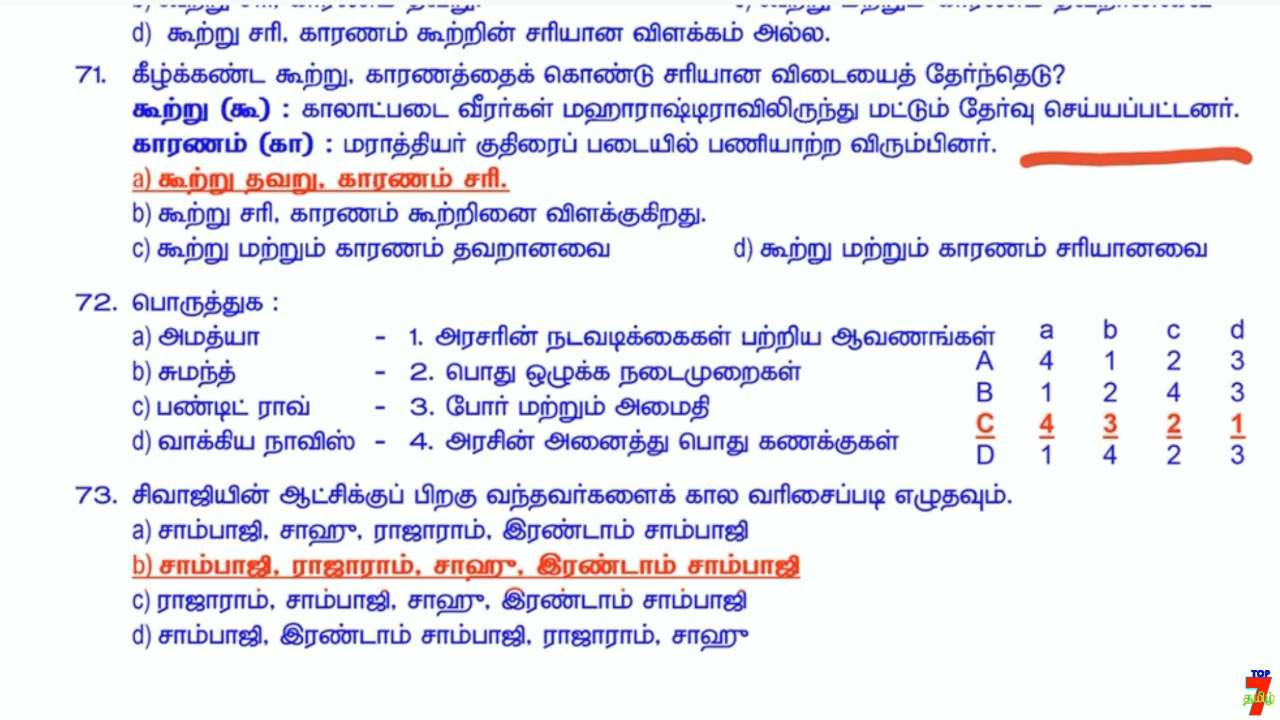 d) கூற்று சரி, காரணம் கூற்றின் சரியான விளக்கம் அல்ல.
71. கீழ்க்கண்ட கூற்று, காரணத்தைக் கொண்டு சரியான விடையைத் தேர்ந்தெடு?
கூற்று (கூ) : காலாட்படை வீரர்கள் மஹாராஷ்டிராவிலிருந்து மட்டும் தேர்வு செய்யப்பட்டனர்.
காரணம் (கா) : மராத்தியர் குதிரைப் படையில் பணியாற்ற விரும்பினர்.
a) கூற்று தவறு, காரணம் சரி.
b) கூற்று சரி, காரணம் கூற்றினை விளக்குகிறது.
c) கூற்று மற்றும் காரணம் தவறானவை d) கூற்று மற்றும் காரணம் சரியானவை
72. பொருத்துக :
a) அமத்யா - 1. அரசரின் நடவடிக்கைகள் பற்றிய ஆவணங்கள்
b) சுமந்த் - 2. பொது ஒழுக்க நடைமுறைகள்
c) பண்டிட் ராவ் - 3. போர் மற்றும் அமைதி
d) வாக்கிய நாவிஸ் - 4. அரசின் அனைத்து பொது கணக்குகள்
a b c d
A 4 1 2 3
B 1 2 4 3
C 4 3 2 1
D 1 4 2 3
73. சிவாஜியின் ஆட்சிக்குப் பிறகு வந்தவர்களைக் கால வரிசைப்படி எழுதவும்.
a) சாம்பாஜி, சாஹு, ராஜாராம், இரண்டாம் சாம்பாஜி
b) சாம்பாஜி, ராஜாராம், சாஹு, இரண்டாம் சாம்பாஜி
c) ராஜாராம், சாம்பாஜி, சாஹு, இரண்டாம் சாம்பாஜி
d) சாம்பாஜி, இரண்டாம் சாம்பாஜி, ராஜாராம், சாஹு
TOP
7
தமிழ்